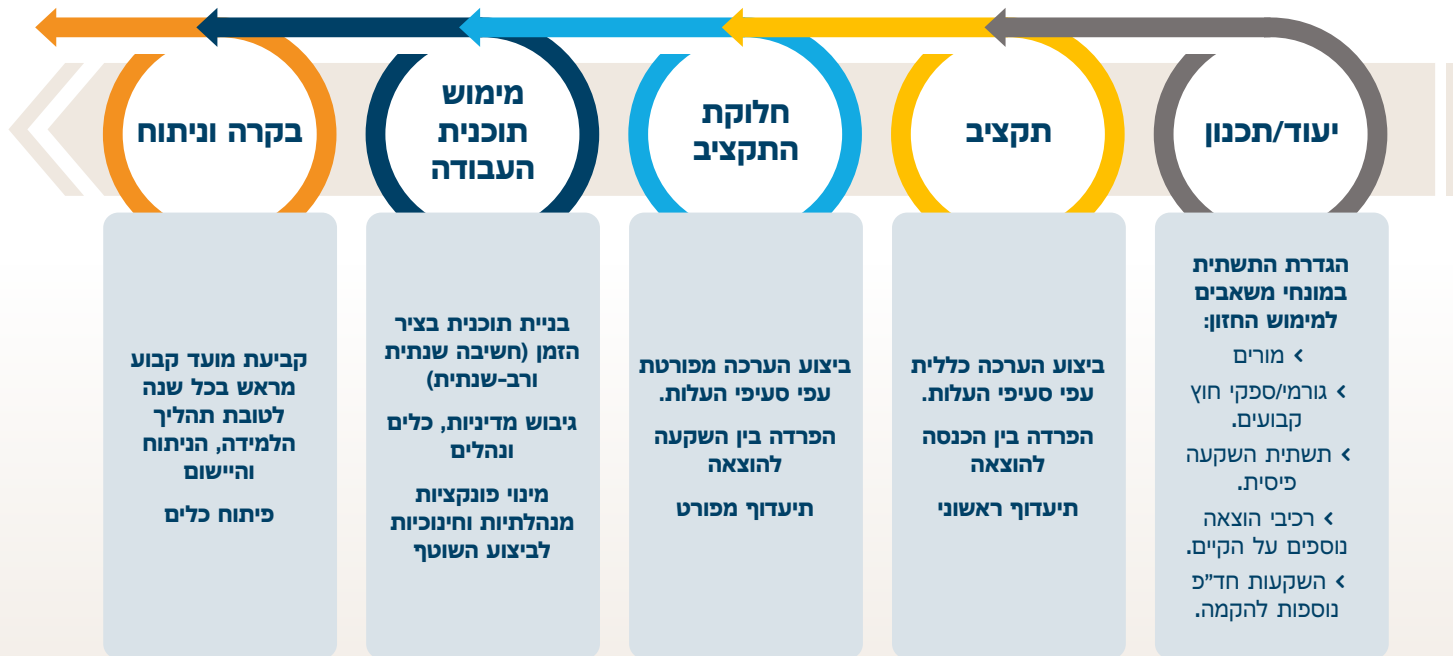 יעוד/תכנון
הגדרת התשתית
במונחי משאבים
למימוש החזון:
› מורים
› גורמי/ספקי חוץ
קבועים.
› תשתית השקעה
פיסית.
› רכיבי הוצאה
נוספים על הקיים.
› השקעות חד"פ
נוספות להקמה.
תקציב
ביצוע הערכה כללית
עפי סעיפי העלות.
הפרדה בין הכנסה
להוצאה
תיעדוף ראשוני
חלוקת
התקציב
ביצוע הערכה מפורטת
עפי סעיפי העלות.
הפרדה בין השקעה
להוצאה
תיעדוף מפורט
מימוש
תוכנית
העבודה
בניית תוכנית בציר
הזמן (חשיבה שנתית
ורב-שנתית)
גיבוש מדיניות, כלים
ונהלים
מינוי פונקציות
מנהלתיות וחינוכיות
לביצוע השוטף
בקרה וניתוח
קביעת מועד קבוע
מראש בכל שנה
לטובת תהליך
הלמידה, הניתוח
והיישום
פיתוח כלים